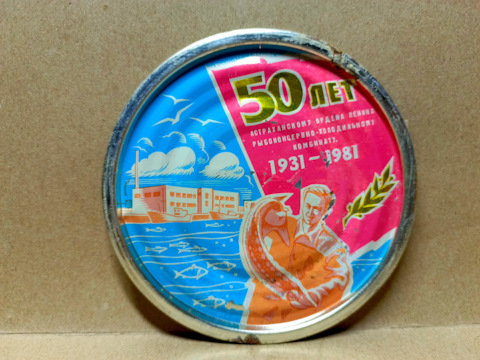 50 ЛЕТ
АСТРАХАНСКОМУ ОРДЕНА ЛЕНИНА
РЫБОКОНСЕРВНО-ХОЛОДИЛЬНОМУ
КОМБИНАТУ
1931-1981